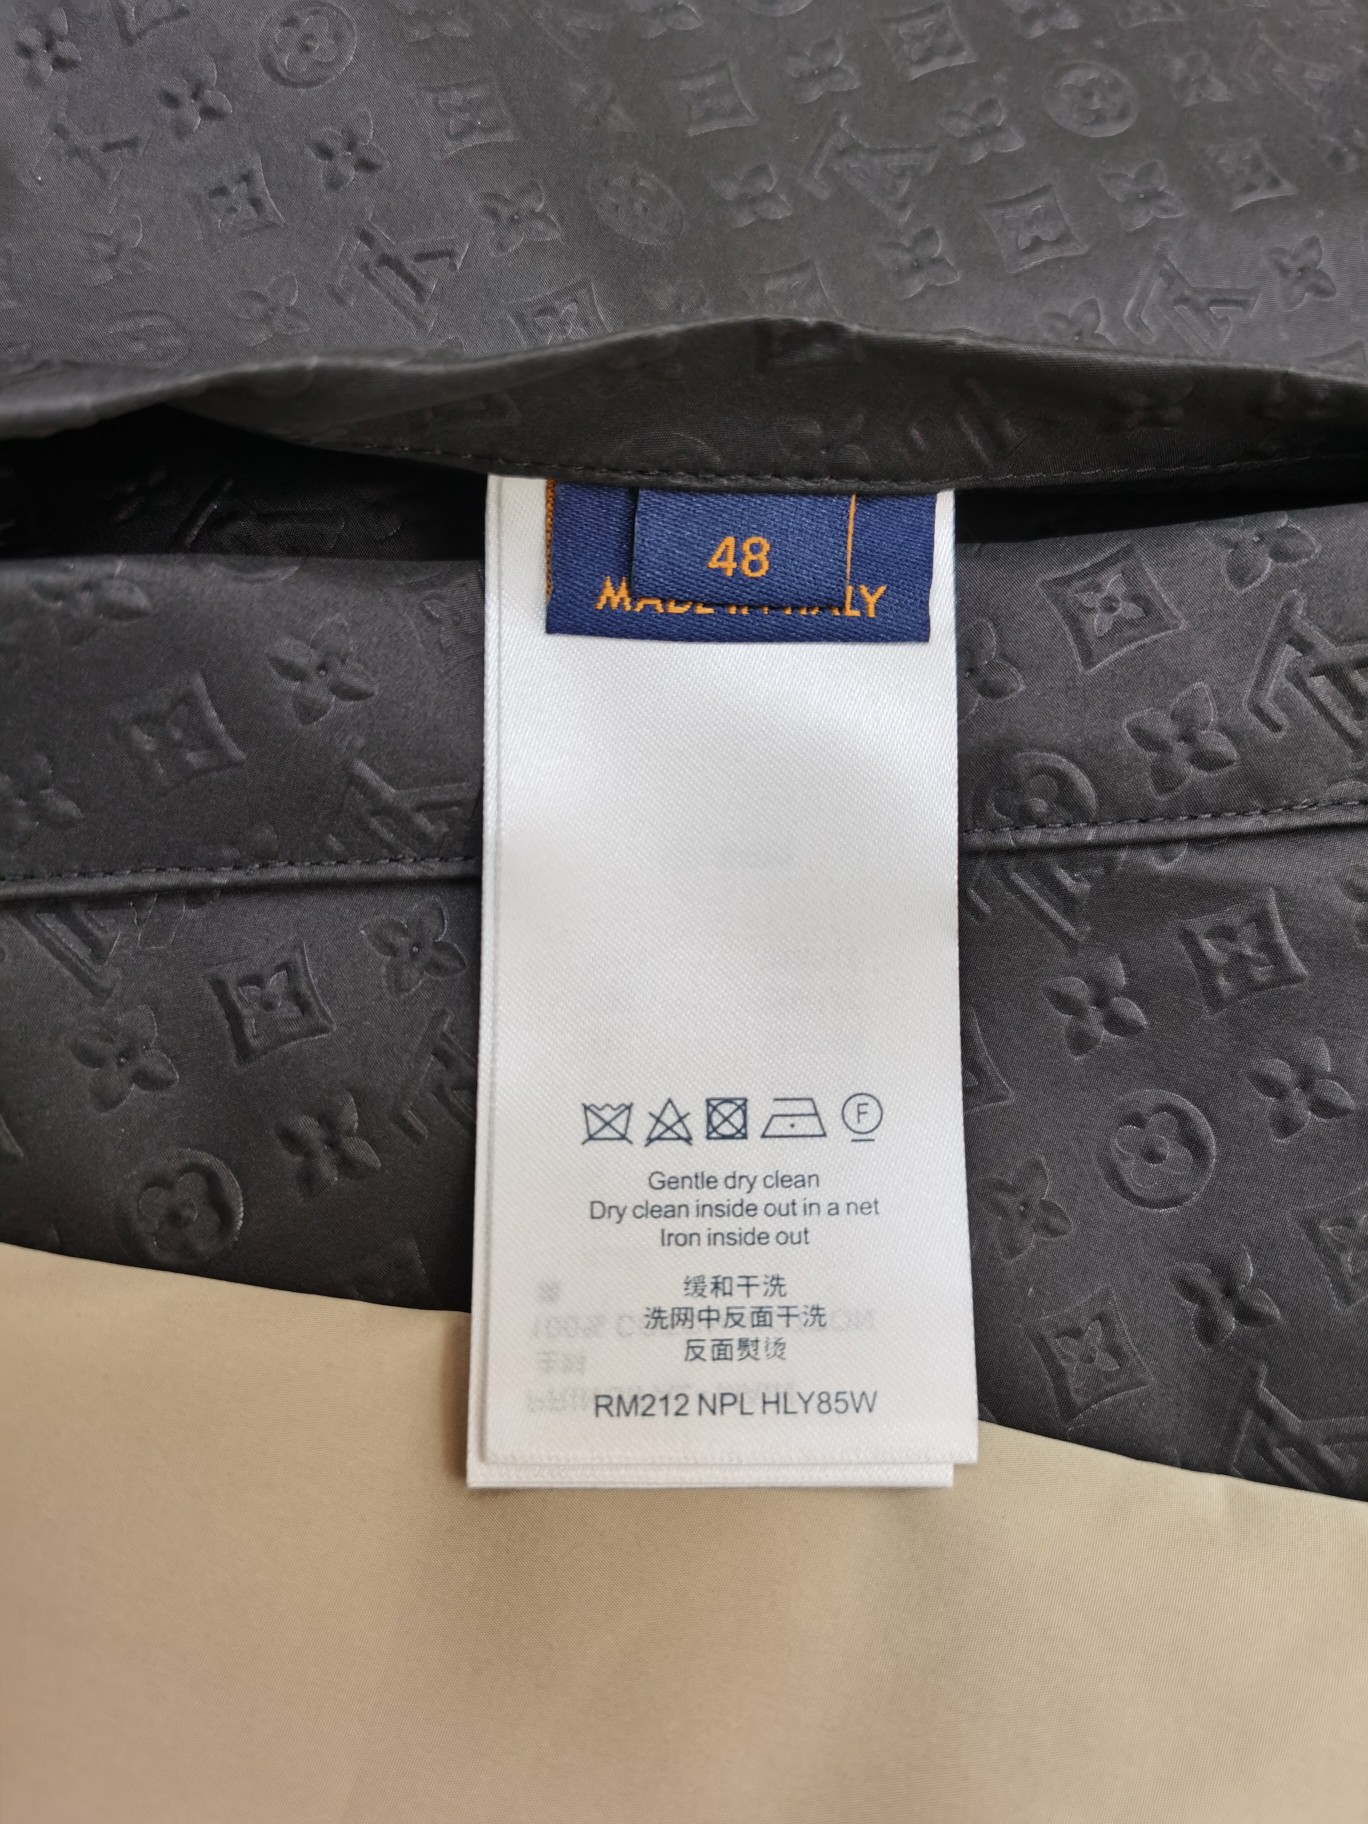 48
MADE IN ITALY
F
Gentle dry clean
Dry clean inside out in a net
Iron inside out
缓和干洗
洗网中反面干洗
反面熨烫
RM212 NPL HLY85W